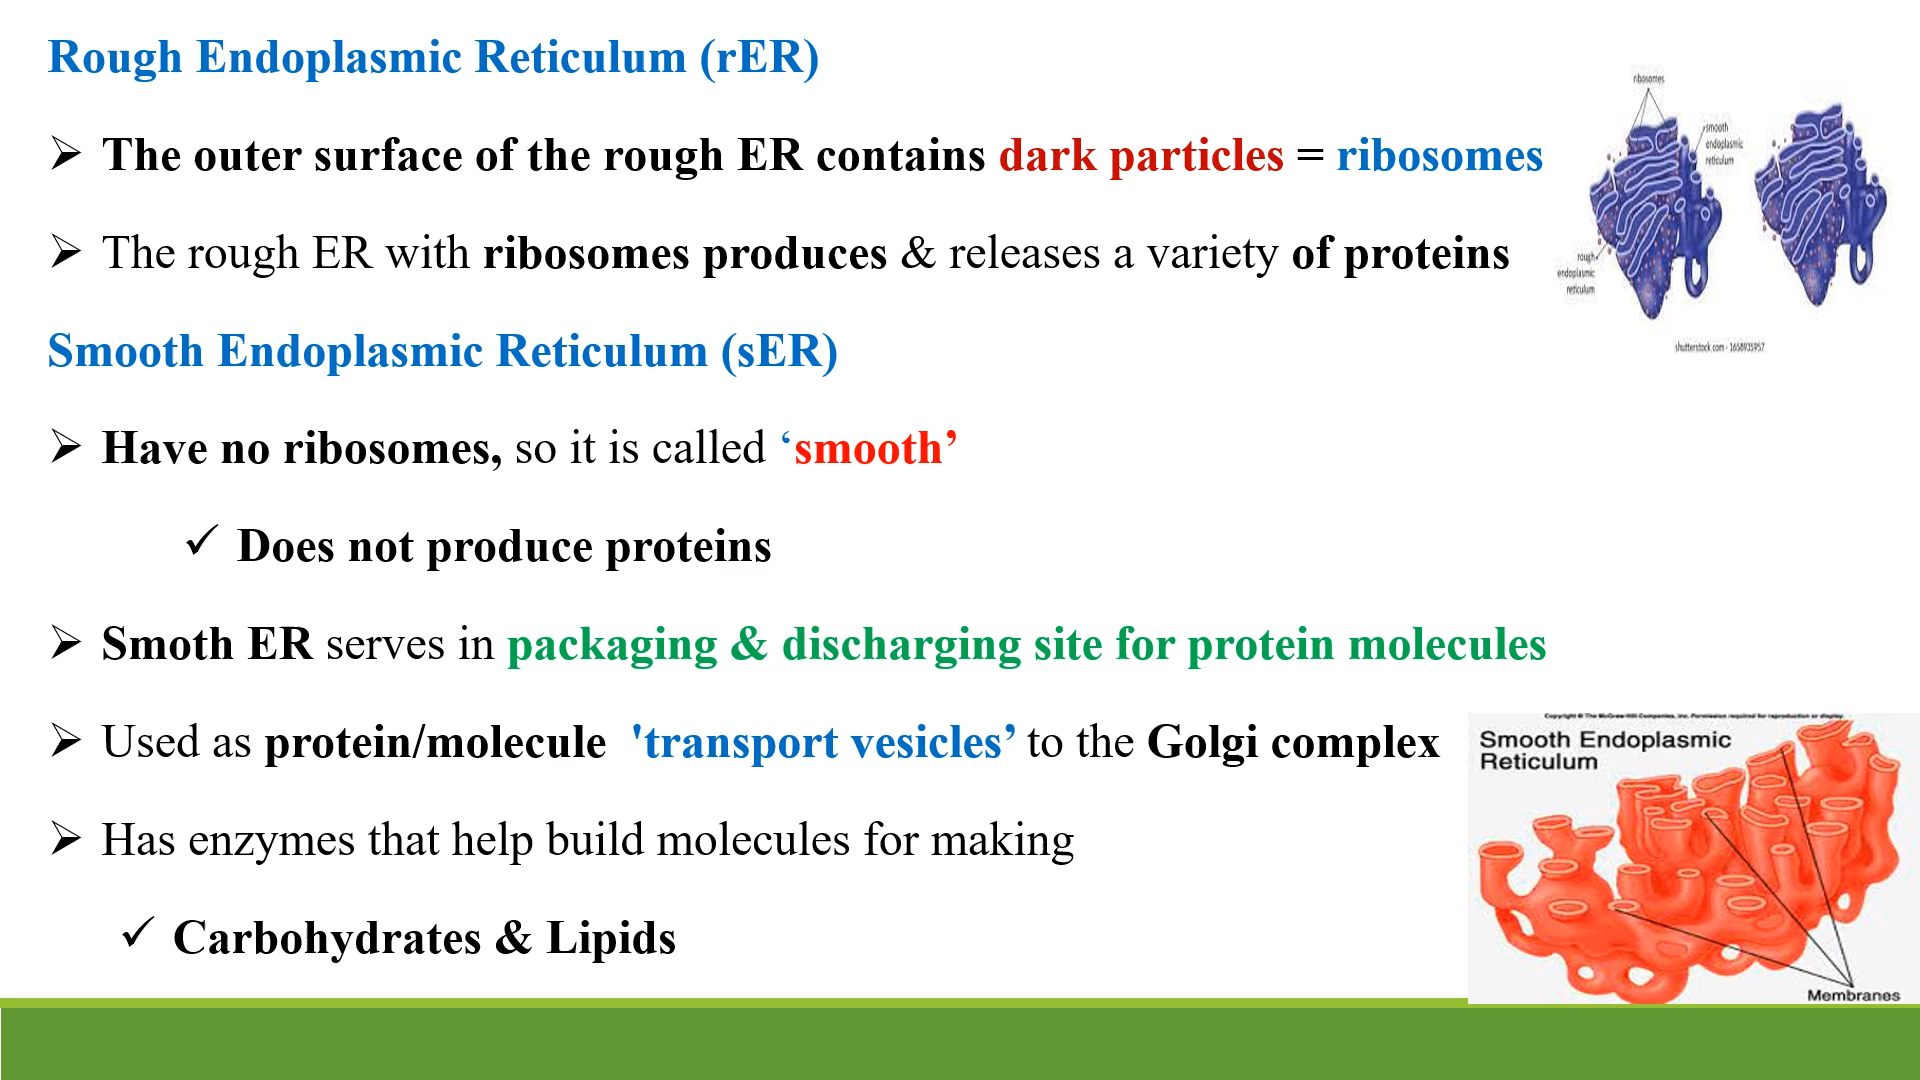 Rough Endoplasmic Reticulum (rER)
➢ The outer surface of the rough ER contains dark particles = ribosomes
➢ The rough ER with ribosomes produces & releases a variety of proteins
ribosomes
smooth
endoplasmic
reticulum
rough
endoplasmic
reticulum
shutterstock.com · 1658935957
Smooth Endoplasmic Reticulum (sER)
➢ Have no ribosomes, so it is called ‘smooth’
✓ Does not produce proteins
➢ Smoth ER serves in packaging & discharging site for protein molecules
➢ Used as protein/molecule 'transport vesicles’ to the Golgi complex
➢ Has enzymes that help build molecules for making
✓ Carbohydrates & Lipids
Copyright © The McGraw-Hill Companies, Inc. Permission required for reproduction or display.
Smooth Endoplasmic
Reticulum
Membranes